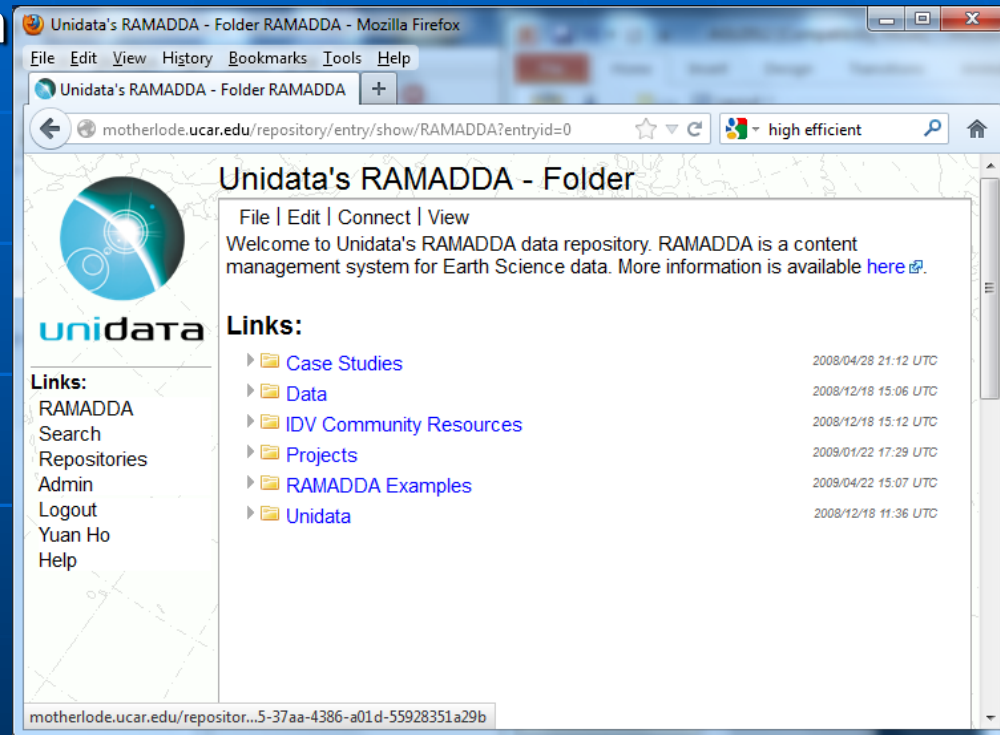 Unidata's RAMADDA - Folder RAMADDA - Mozilla Firefox
File Edit View History Bookmarks Tools Help
Unidata's RAMADDA - Folder RAMADDA
motherlode.ucar.edu/repository/entry/show/RAMADDA?entryid=0
high efficient
unidata
Links:
RAMADDA
Search
Repositories
Admin
Logout
Yuan Ho
Help
Unidata's RAMADDA - Folder
File | Edit | Connect | View
Welcome to Unidata's RAMADDA data repository. RAMADDA is a content
management system for Earth Science data. More information is available here.
Links:
Case Studies 2008/04/28 21:12 UTC
Data 2008/12/18 15:06 UTC
IDV Community Resources 2008/12/18 15:12 UTC
Projects 2009/01/22 17:29 UTC
RAMADDA Examples 2009/04/22 15:07 UTC
Unidata 2008/12/18 11:36 UTC
motherlode.ucar.edu/repositor...5-37aa-4386-a01d-55928351a29b